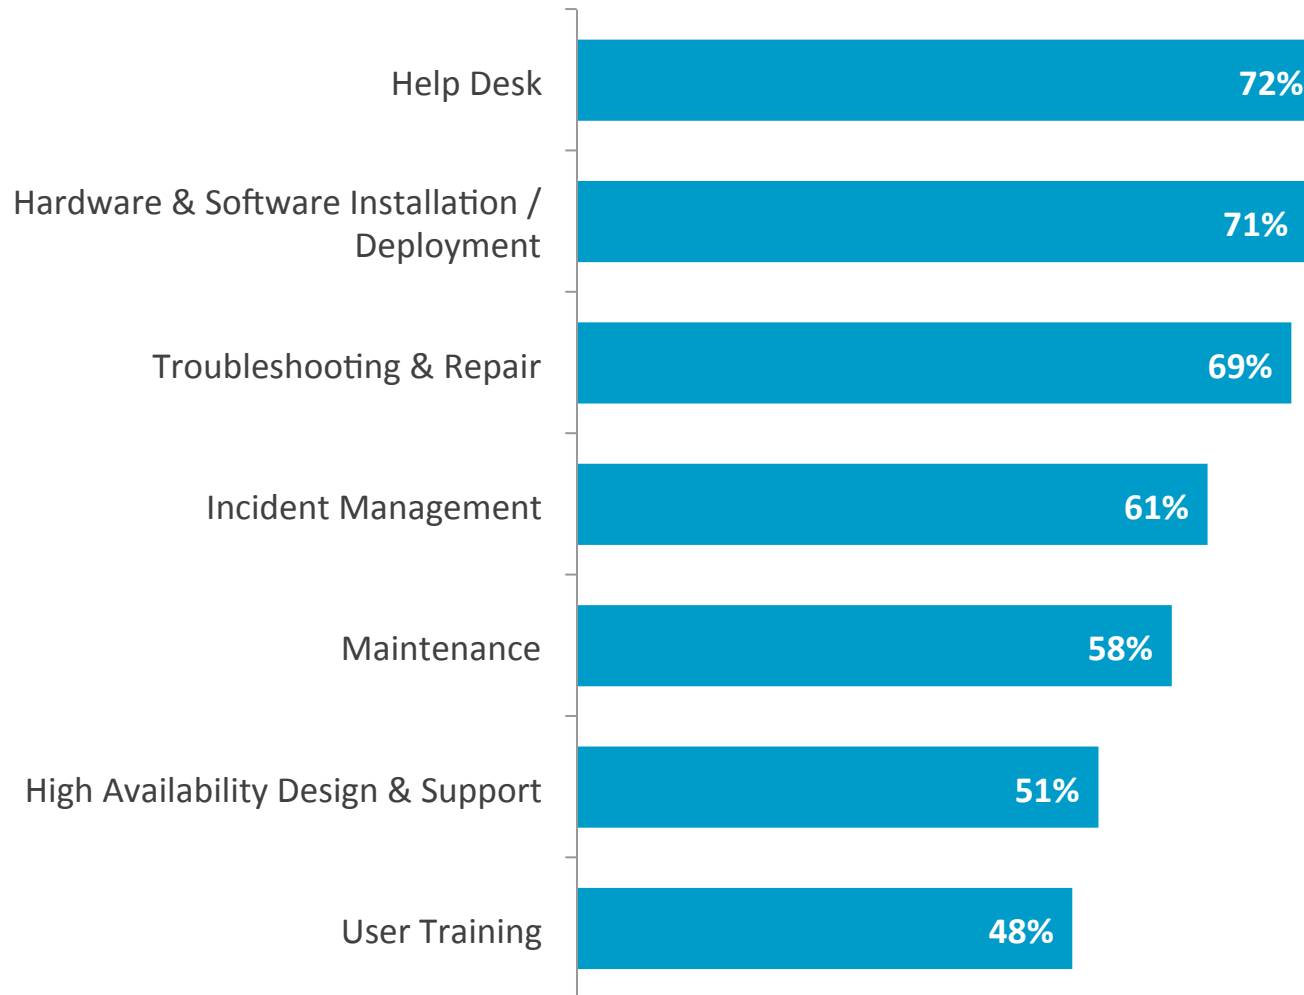 Help Desk
72%
Hardware & Software Installation /
Deployment
71%
Troubleshooting & Repair
69%
Incident Management
61%
Maintenance
58%
High Availability Design & Support
51%
User Training
48%